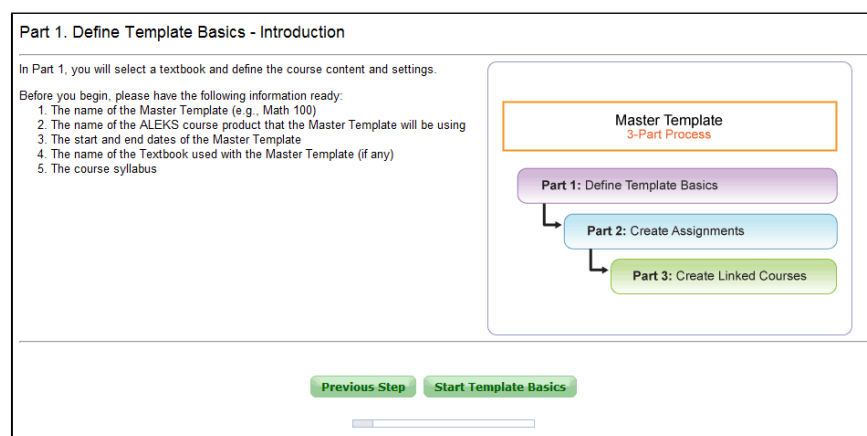 Part 1. Define Template Basics - Introduction
In Part 1, you will select a textbook and define the course content and settings.
Before you begin, please have the following information ready:
1. The name of the Master Template (e.g., Math 100)
2. The name of the ALEKS course product that the Master Template will be using
3. The start and end dates of the Master Template
4. The name of the Textbook used with the Master Template (if any)
5. The course syllabus
Master Template
3-Part Process
Part 1: Define Template Basics
Part 2: Create Assignments
Part 3: Create Linked Courses
Previous Step
Start Template Basics